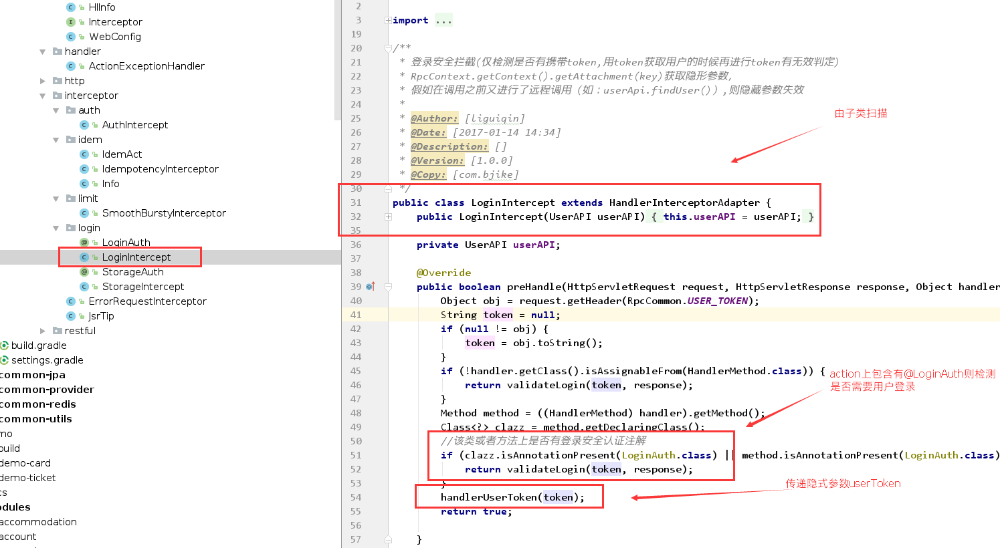 HIInfo
Interceptor
WebConfig
handler
ActionExceptionHandler
http
interceptor
auth
AuthIntercept
idem
IdemAct
IdempotencyInterceptor
Info
limit
SmoothBurstyInterceptor
login
LoginAuth
LoginIntercept
StorageAuth
StorageIntercept
ErrorRequestInterceptor
JsrTip
restful
build.gradle
settings.gradle
common-jpa
common-provider
common-redis
common-utils
mo
build
demo-card
demo-ticket
cs
odules
accommodation
account
2
3 import ...
19
20 /**
21 * 登录安全拦截(仅检测是否有携带token,用token获取用户的时候再进行token有无效判定)
22 * RpcContext.getContext().getAttachment(key)获取隐形参数,
23 * 假如在调用之前又进行了远程调用（如：userApi.findUser()）,则隐藏参数失效
24 *
25 * @Author: [liguiqin]
26 * @Date: [2017-01-14 14:34]
27 * @Description: []
28 * @Version: [1.0.0]
29 * @Copy: [com.bjike]
30 */
31 public class LoginIntercept extends HandlerInterceptorAdapter {
32 public LoginIntercept(UserAPI userAPI) { this.userAPI = userAPI; }
35
36 private UserAPI userAPI;
37
38 @Override
39 public boolean preHandle(HttpServletRequest request, HttpServletResponse response, Object handler
40 Object obj = request.getHeader(RpcCommon.USER_TOKEN);
41 String token = null;
42 if (null != obj) {
43 token = obj.toString();
44 }
45 if (!handler.getClass().isAssignableFrom(HandlerMethod.class)) {
46 return validateLogin(token, response);
47 }
48 Method method = ((HandlerMethod) handler).getMethod();
49 Class<?> clazz = method.getDeclaringClass();
50 //该类或者方法上是否有登录安全认证注解
51 if (clazz.isAnnotationPresent(LoginAuth.class) || method.isAnnotationPresent(LoginAuth.class)
52 return validateLogin(token, response);
53 }
54 handlerUserToken(token);
55 return true;
56
57 }
由子类扫描
action上包含有@LoginAuth则检测
是否需要用户登录
传递隐式参数userToken